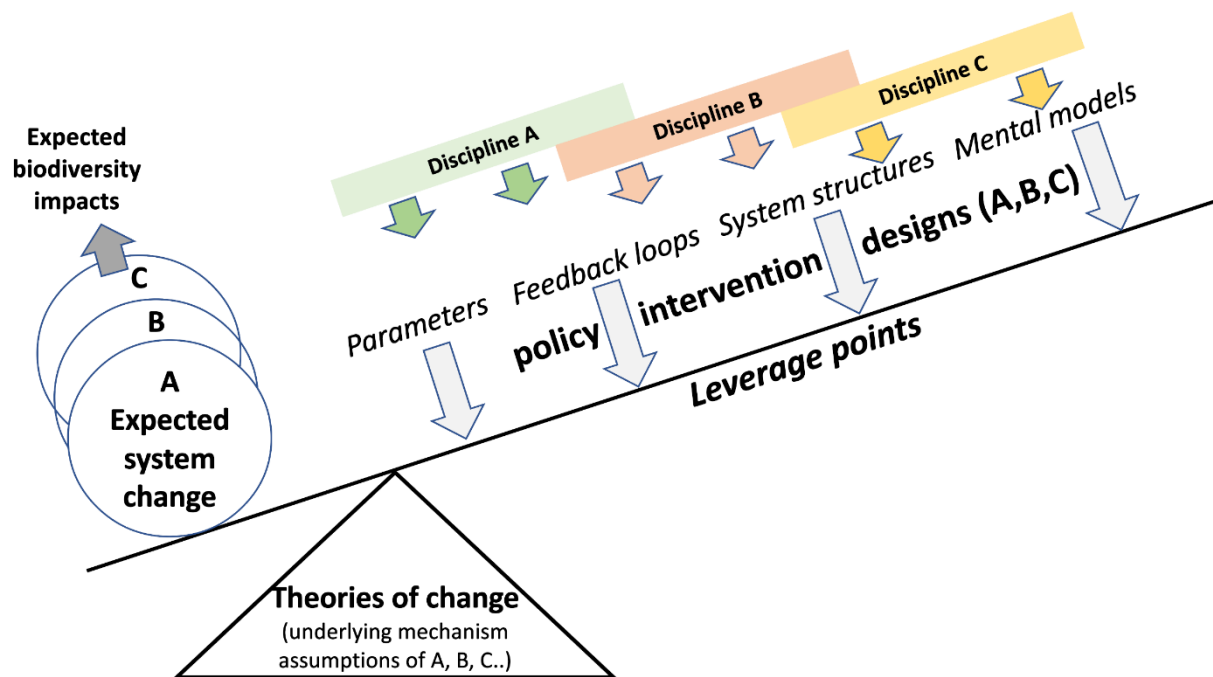 Discipline A
Discipline B
Discipline C
Expected
biodiversity
impacts
Parameters
Feedback loops
System structures
Mental models
policy intervention designs (A,B,C)
Leverage points
C
B
A
Expected
system
change
Theories of change
(underlying mechanism
assumptions of A, B, C..)